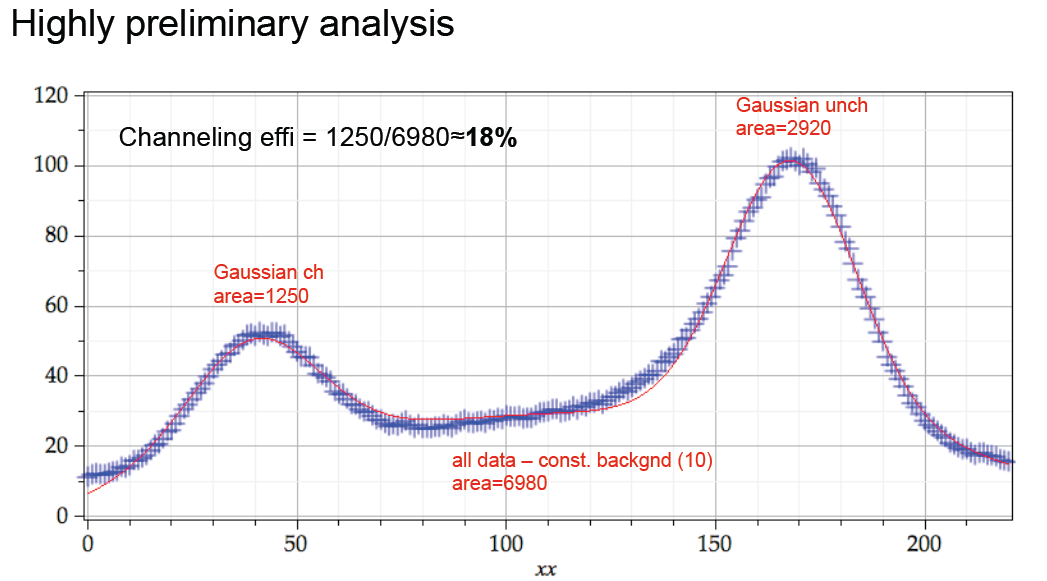 Highly preliminary analysis
120
100
80
60
40
20
0
Channeling effi = 1250/6980≈18%
Gaussian unch
area=2920
Gaussian ch
area=1250
all data – const. backgnd (10)
area=6980
0 50 100 150 200
xx